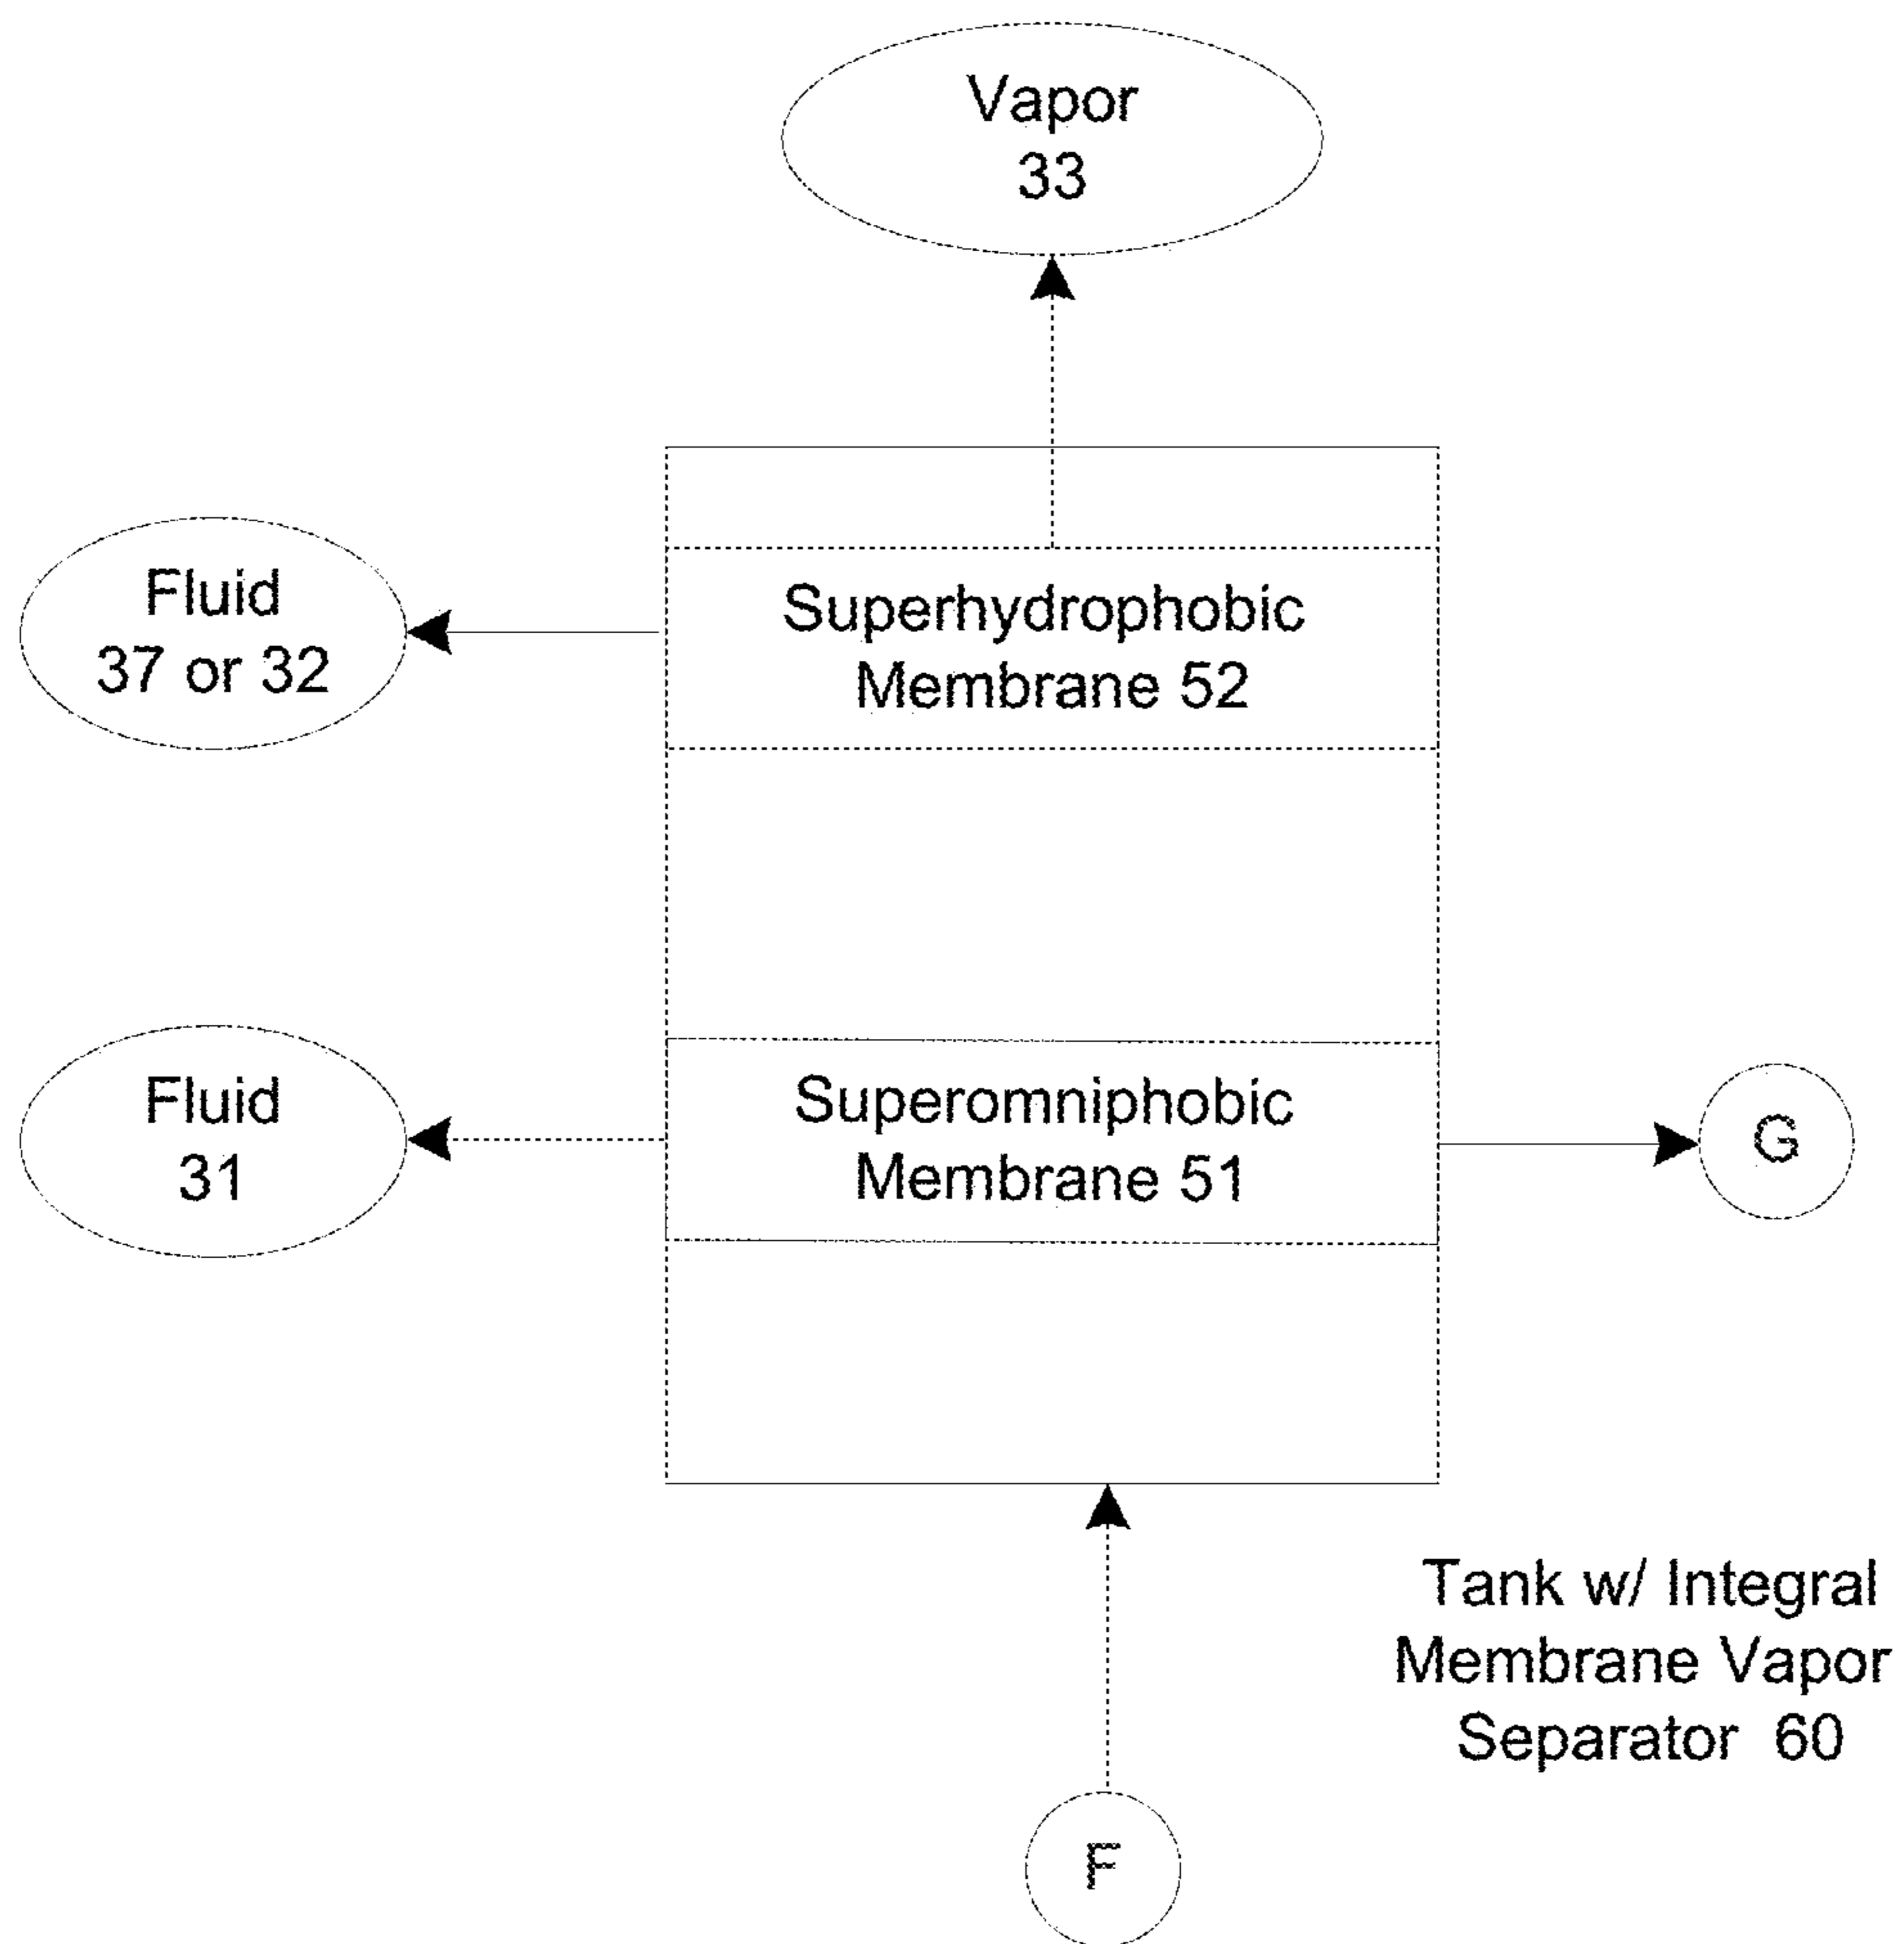 Vapor
33
Fluid
37 or 32
Superhydrophobic
Membrane 52
Fluid
31
Superomniphobic
Membrane 51
G
Tank w/ Integral
Membrane Vapor
Separator 60
F